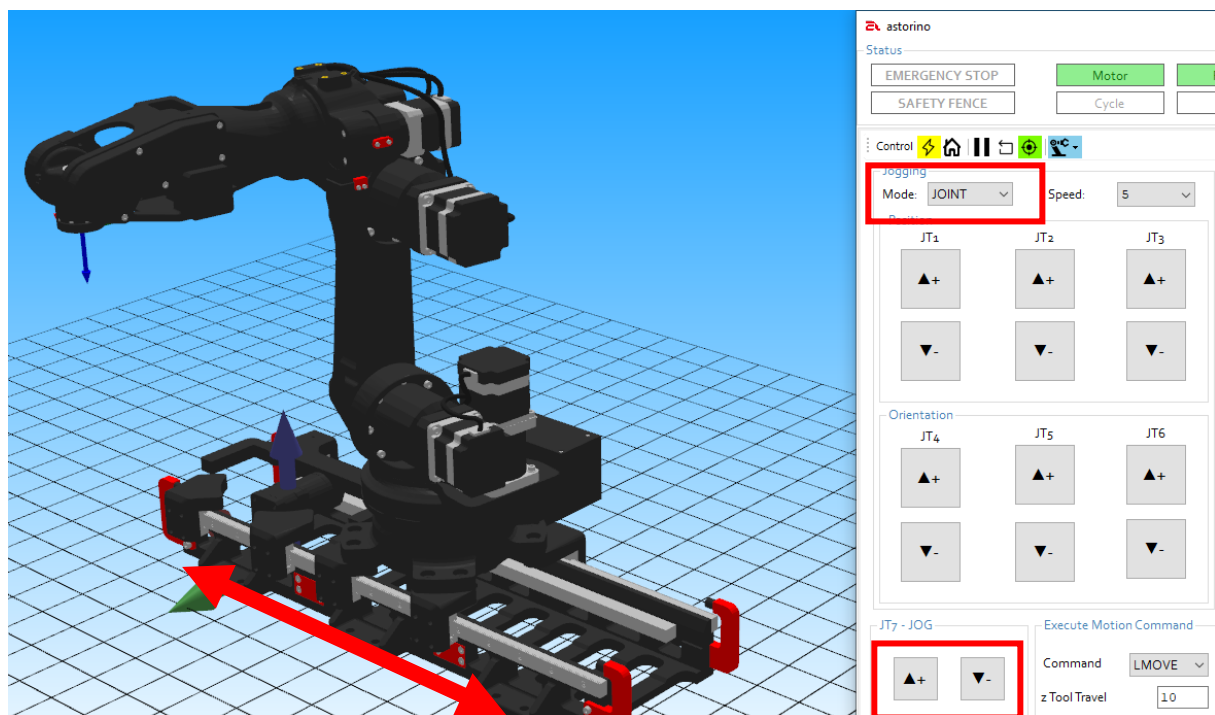 astorino
Status
EMERGENCY STOP
Motor
SAFETY FENCE
Cycle
Control
Jogging
Mode: JOINT
Speed: 5
Position
JT1 JT2 JT3
▲+ ▲+ ▲+
▼- ▼- ▼-
Orientation
JT4 JT5 JT6
▲+ ▲+ ▲+
▼- ▼- ▼-
JT7 - JOG
▲+ ▼-
Execute Motion Command
Command LMOVE
z Tool Travel 10